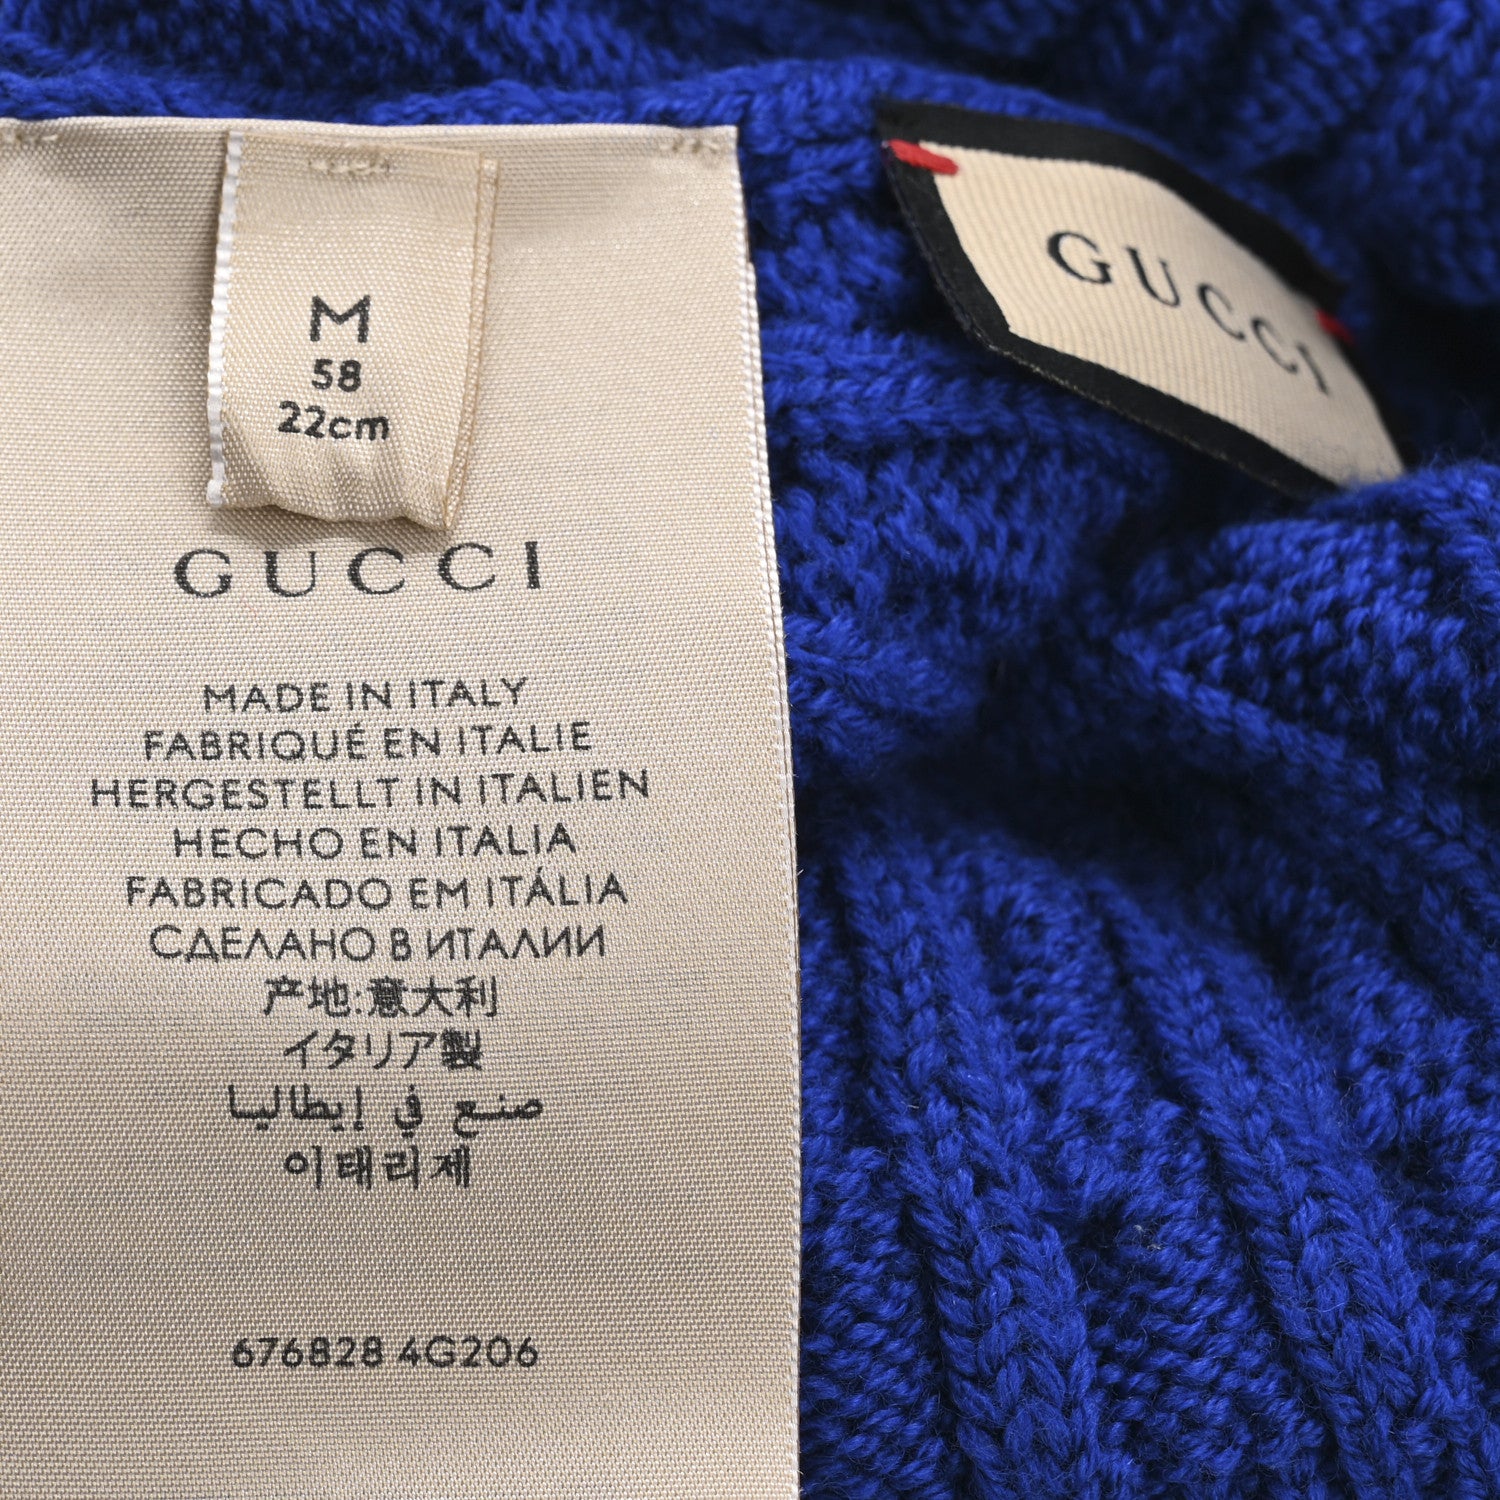 M
58
22cm
GUCCI
MADE IN ITALY
FABRIQUÉ EN ITALIE
HERGESTELLT IN ITALIEN
HECHO EN ITALIA
FABRICADO EM ITÁLIA
СДЕЛАНО В ИТАЛИИ
产地:意大利
イタリア製
صنع في إيطاليا
이태리제
676828 4G206
GUCCI